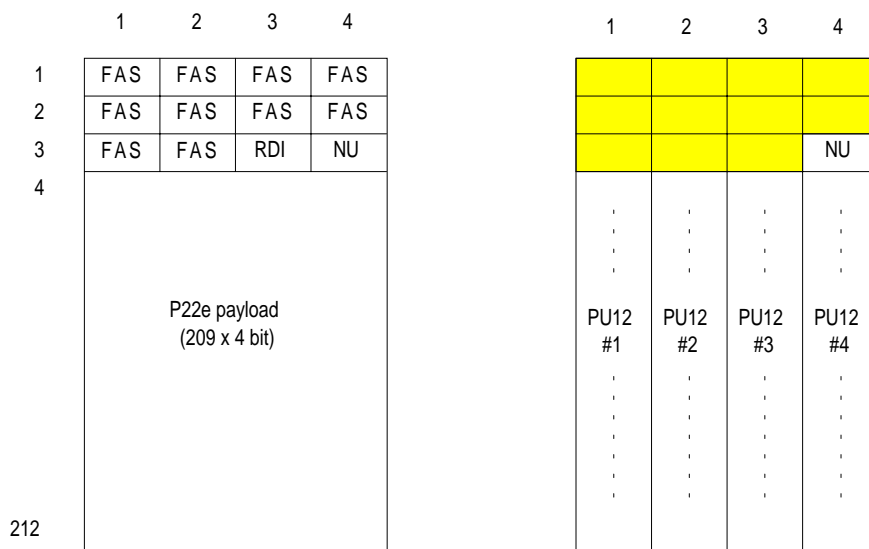 1 2 3 4
1 FAS FAS FAS FAS
2 FAS FAS FAS FAS
3 FAS FAS RDI NU
4
P22e payload
(209 x 4 bit)
212
1 2 3 4
NU
PU12 PU12 PU12 PU12
#1 #2 #3 #4